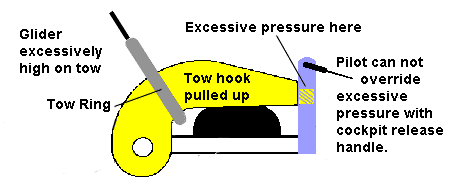 Glider
excessively
high on tow
Tow Ring
Tow hook
pulled up
Excessive pressure here
Pilot can not
override
excessive
pressure with
cockpit release
handle.